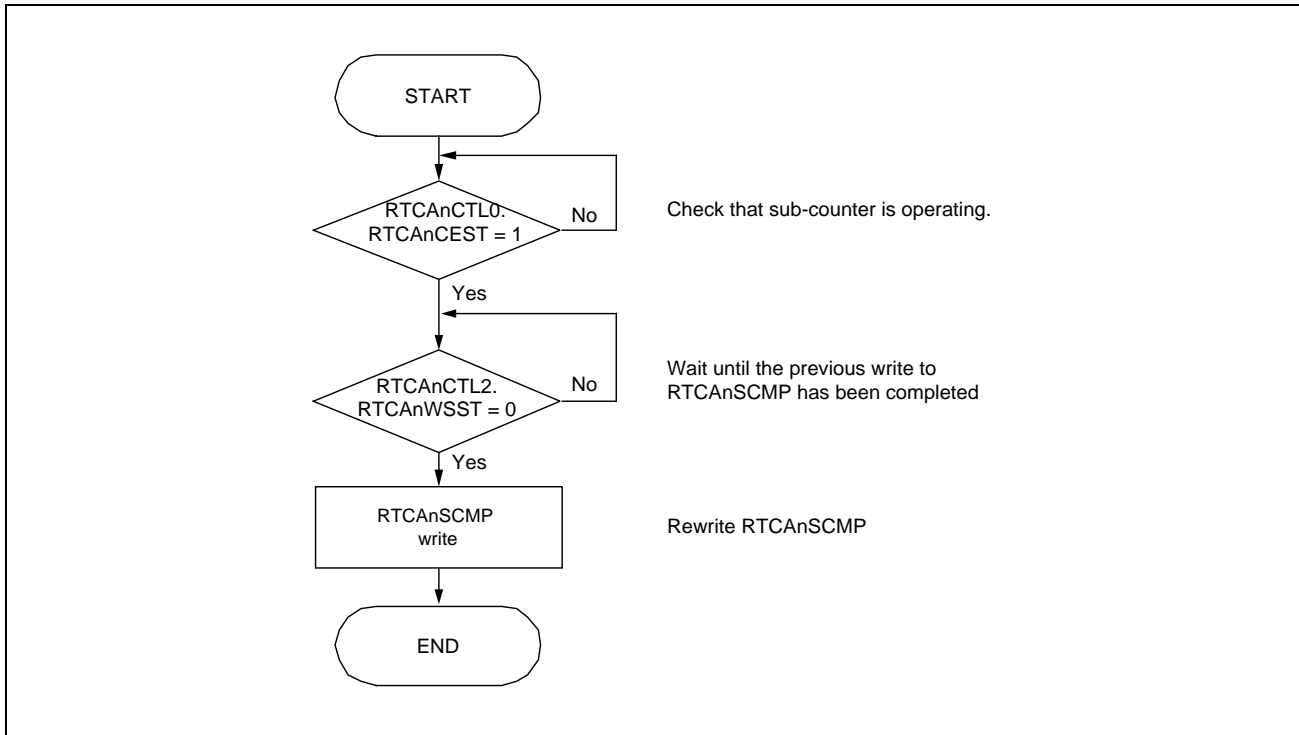 START
RTCAnCTL0.
RTCAnCEST = 1
No
Check that sub-counter is operating.
Yes
RTCAnCTL2.
RTCAnWSST = 0
No
Wait until the previous write to
RTCAnSCMP has been completed
Yes
RTCAnSCMP
write
Rewrite RTCAnSCMP
END